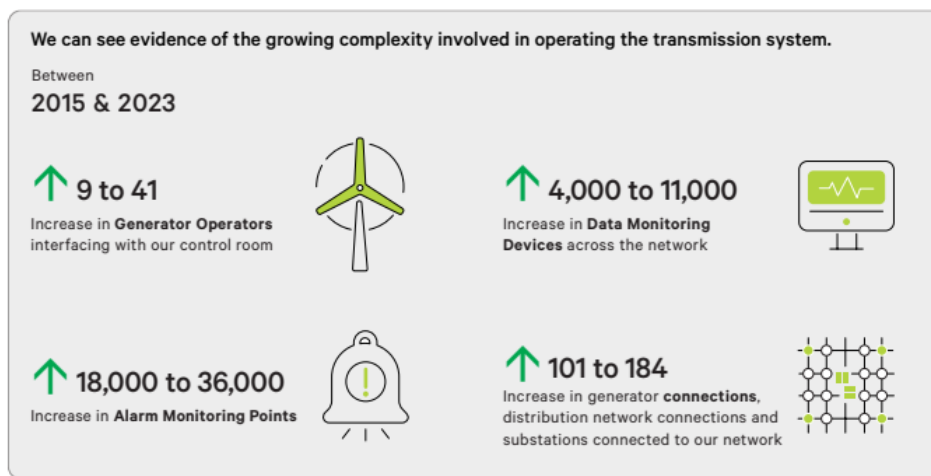 We can see evidence of the growing complexity involved in operating the transmission system.
Between
2015 & 2023
9 to 41
Increase in Generator Operators
interfacing with our control room
4,000 to 11,000
Increase in Data Monitoring
Devices across the network
18,000 to 36,000
Increase in Alarm Monitoring Points
101 to 184
Increase in generator connections,
distribution network connections and
substations connected to our network